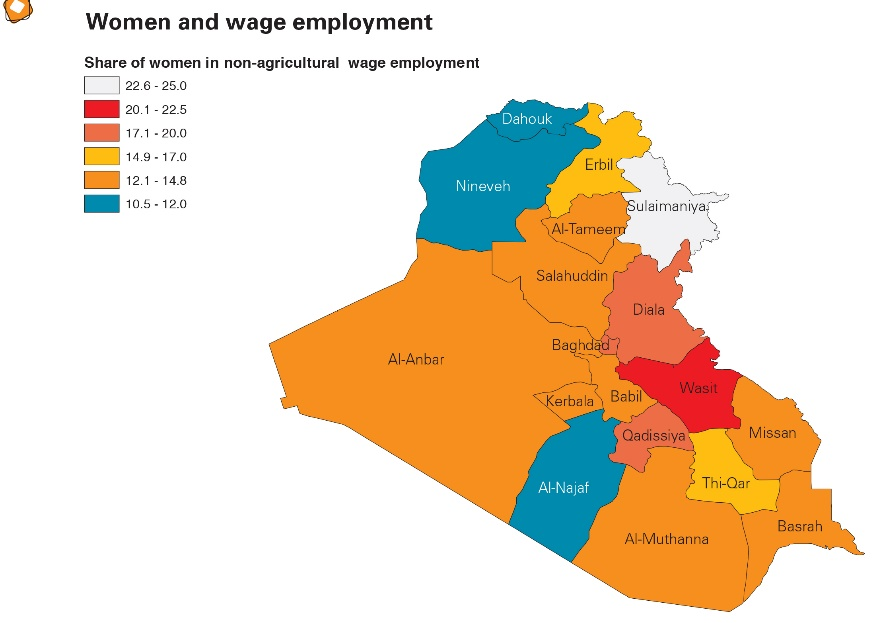 Women and wage employment
Share of women in non-agricultural wage employment
22.6 - 25.0
20.1 - 22.5
17.1 - 20.0
14.9 - 17.0
12.1 - 14.8
10.5 - 12.0
Dahouk
Erbil
Nineveh
Sulaimaniya
Al-Tameem
Salahuddin
Diala
Baghdad
Al-Anbar
Wasit
Kerbala
Babil
Qadissiya
Missan
Thi-Qar
Al-Najaf
Basrah
Al-Muthanna